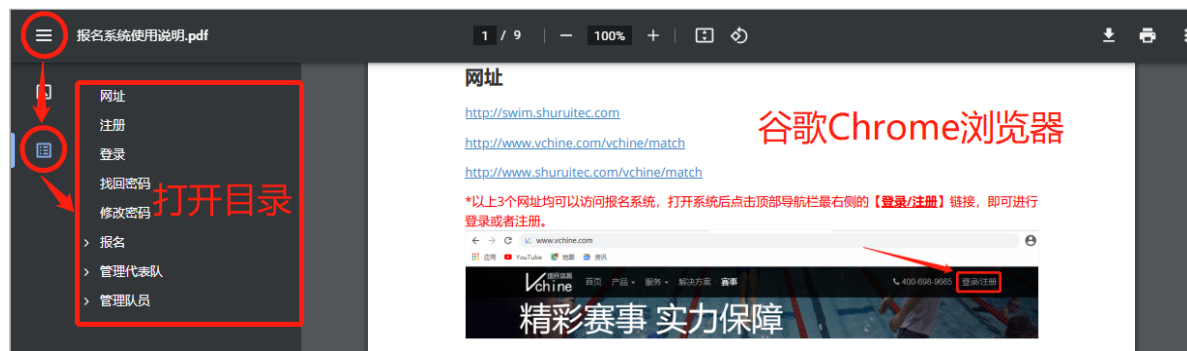 报名系统使用说明.pdf
1 / 9
100%
网址
注册
登录
找回密码
修改密码
报名
管理代表队
管理队员
打开目录
网址
http://swim.shuruitec.com
http://www.vchine.com/vchine/match
http://www.shuruitec.com/vchine/match
谷歌Chrome浏览器
*以上3个网址均可以访问报名系统，打开系统后点击顶部导航栏最右侧的【登录/注册】链接，即可进行
登录或者注册。
www.vchine.com
应用 YouTube 地图 资讯
Vchine 首页 产品 服务 解决方案 赛事 400-698-9665 登录/注册
精彩赛事 实力保障